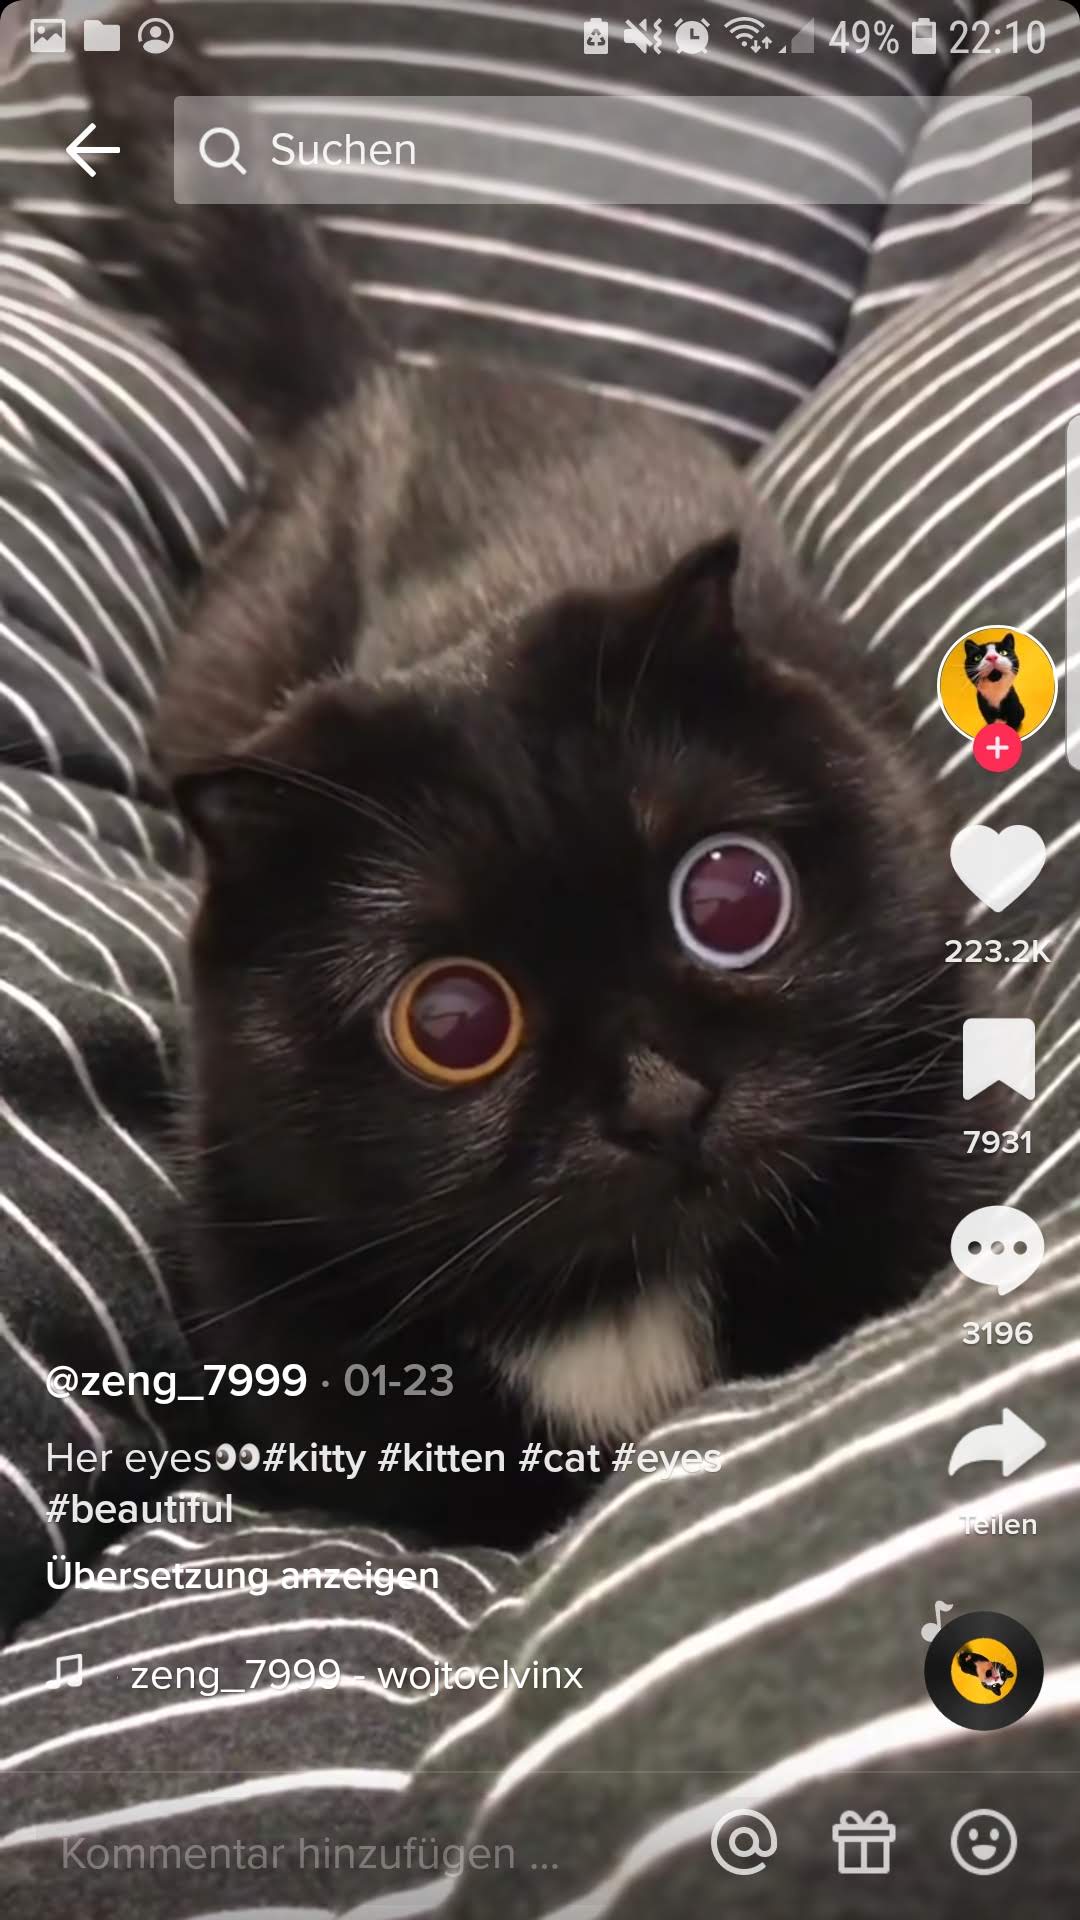 49% 22:10
Suchen
223.2K
7931
3196
@zeng_7999 · 01-23
Her eyes👀#kitty #kitten #cat #eyes
#beautiful
Teilen
Übersetzung anzeigen
zeng_7999 - wojtoelvinx
Kommentar hinzufügen ...